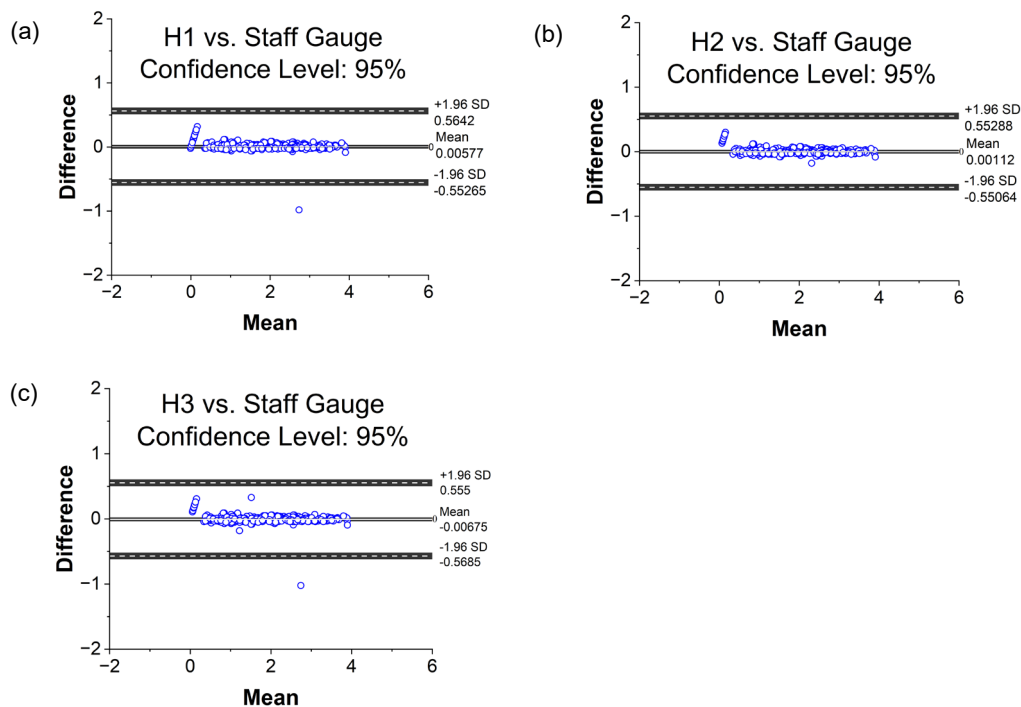 (a)
H1 vs. Staff Gauge
Confidence Level: 95%
2
1
0
−1
−2
Difference
+1.96 SD
0.5642
Mean
0.00577
-1.96 SD
-0.55265
−2
0
2
4
6
Mean
(b)
H2 vs. Staff Gauge
Confidence Level: 95%
2
1
0
−1
−2
Difference
+1.96 SD
0.55288
Mean
0.00112
-1.96 SD
-0.55064
−2
0
2
4
6
Mean
(c)
H3 vs. Staff Gauge
Confidence Level: 95%
2
1
0
−1
−2
Difference
+1.96 SD
0.555
Mean
-0.00675
-1.96 SD
-0.5685
−2
0
2
4
6
Mean